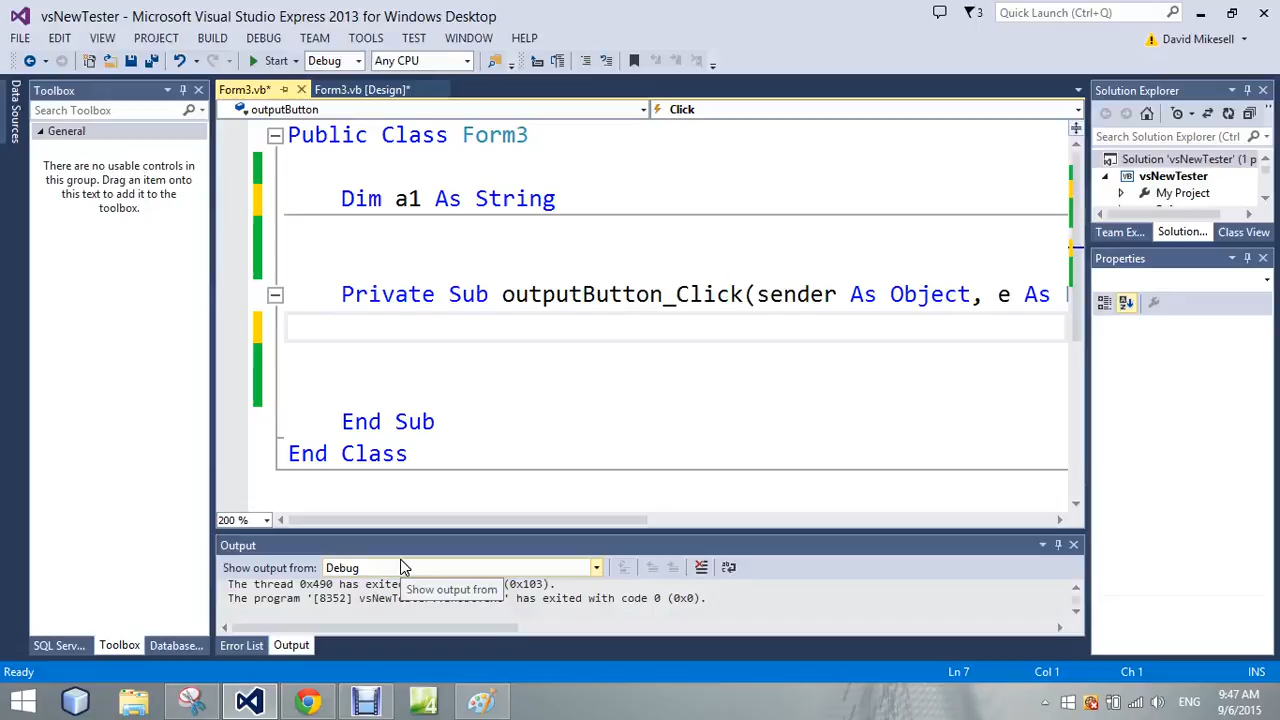 vsNewTester - Microsoft Visual Studio Express 2013 for Windows Desktop
3
Quick Launch (Ctrl+Q)
FILE EDIT VIEW PROJECT BUILD DEBUG TEAM TOOLS TEST WINDOW HELP
David Mikesell
Start Debug Any CPU
Data Sources
Toolbox
Search Toolbox
General
There are no usable controls in
this group. Drag an item onto
this text to add it to the
toolbox.
Form3.vb* Form3.vb [Design]*
outputButton Click
Public Class Form3
Dim a1 As String
Private Sub outputButton_Click(sender As Object, e As
End Sub
End Class
200 %
Solution Explorer
Search Solution Explorer (Ctrl
Solution 'vsNewTester' (1 p
vsNewTester
My Project
Team Ex... Solution... Class View
Properties
Output
Show output from: Debug
The thread 0x490 has exited (0x103).
Show output from
The program '[8352] has exited with code 0 (0x0).
SQL Serv... Toolbox Database... Error List Output
Ready Ln 7 Col 1 Ch 1 INS
ENG 9:47 AM
9/6/2015